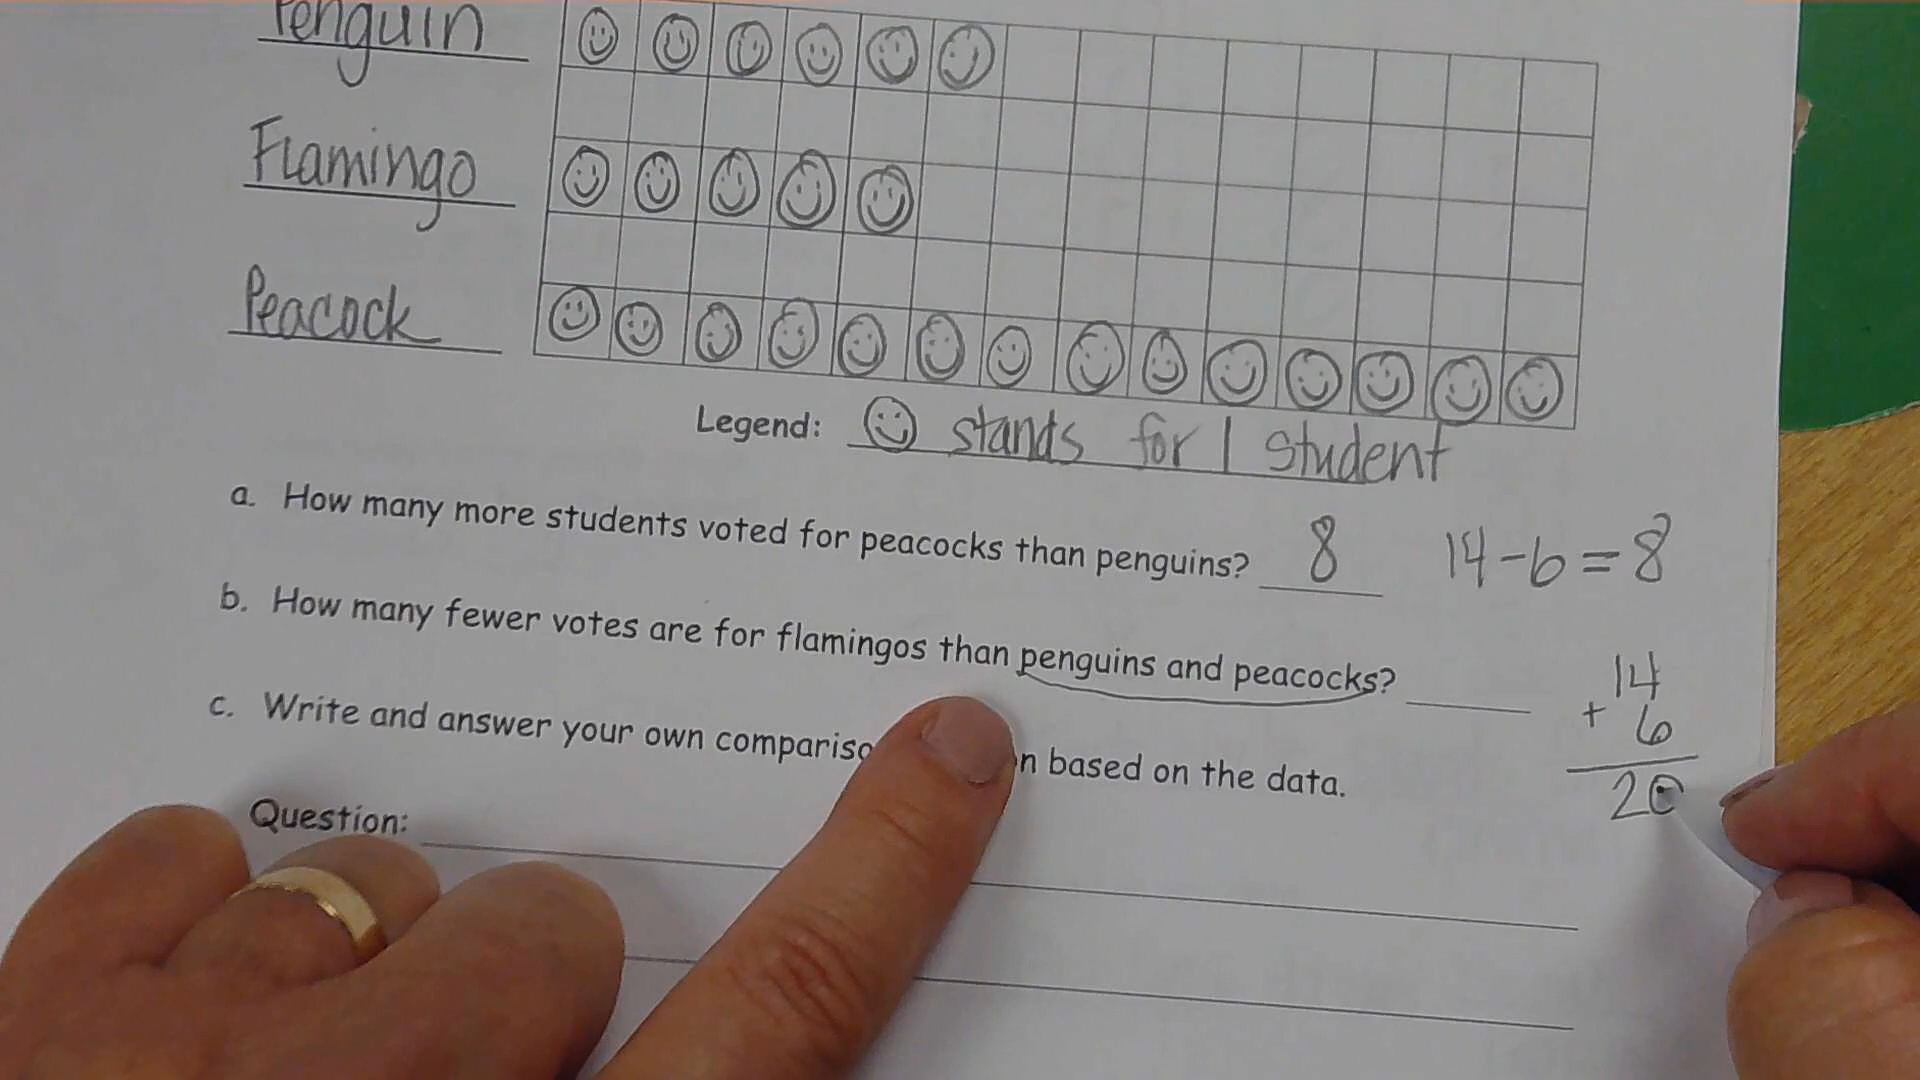 Penguin
Flamingo
Peacock
Legend: stands for 1 student
a. How many more students voted for peacocks than penguins? 8 14-6=8
b. How many fewer votes are for flamingos than penguins and peacocks?
14
+ 6
20
c. Write and answer your own based on the data.
Question: